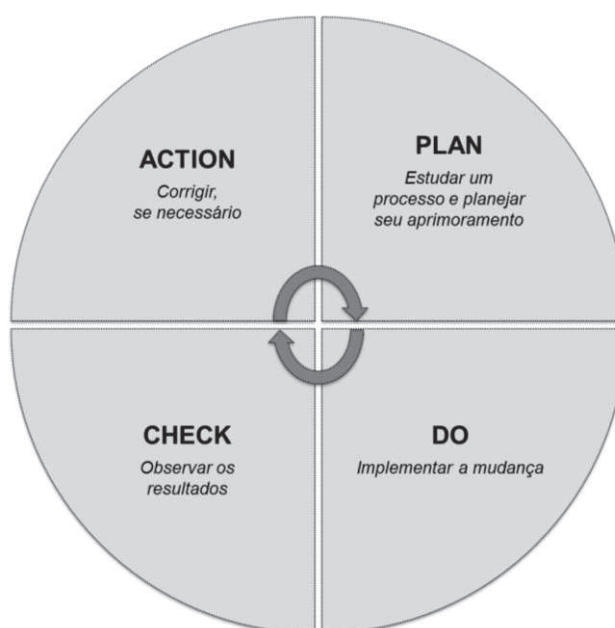 ACTION
Corrigir,
se necessário
PLAN
Estudar um
processo e planejar
seu aprimoramento
CHECK
Observar os
resultados
DO
Implementar a mudança